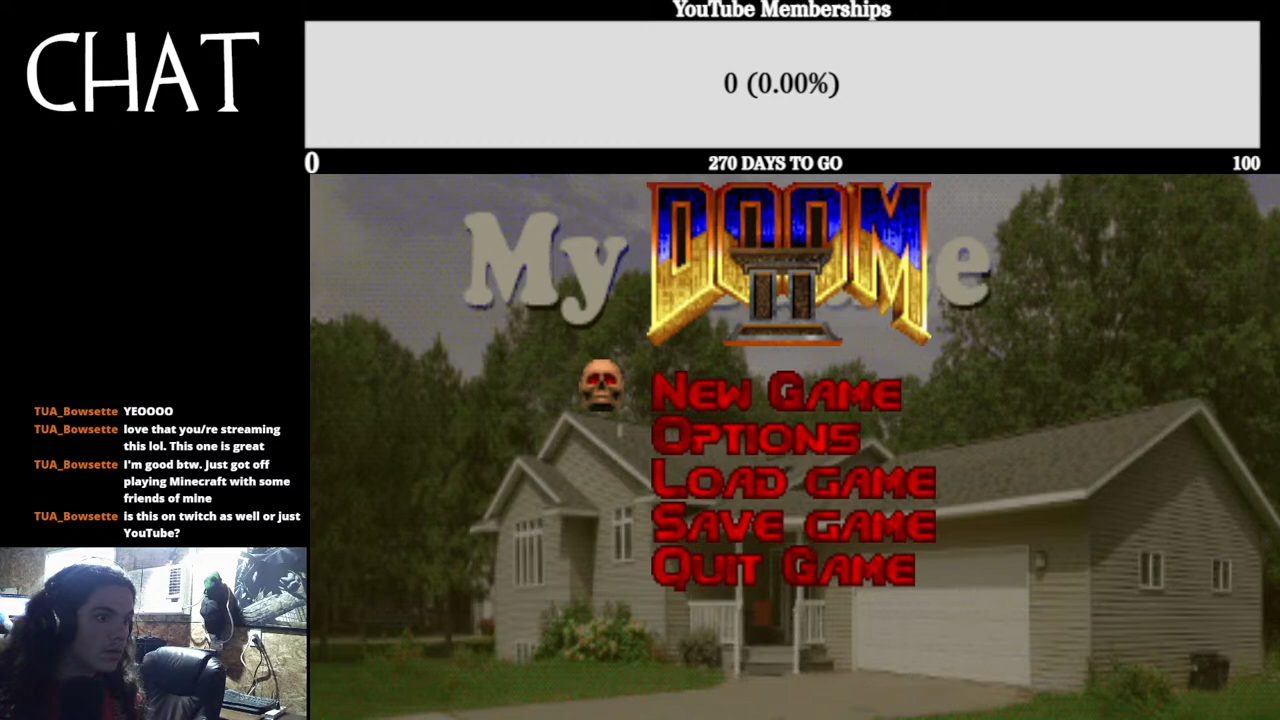 YouTube Memberships
CHAT
0 (0.00%)
0
270 DAYS TO GO
100
My
DOOM
II
e
NEW GAME
OPTIONS
LOAD GAME
SAVE GAME
QUIT GAME
TUA_Bowsette YEOOOO
TUA_Bowsette love that you/re streaming
this lol. This one is great
TUA_Bowsette I'm good btw. Just got off
playing Minecraft with some
friends of mine
TUA_Bowsette is this on twitch as well or just
YouTube?